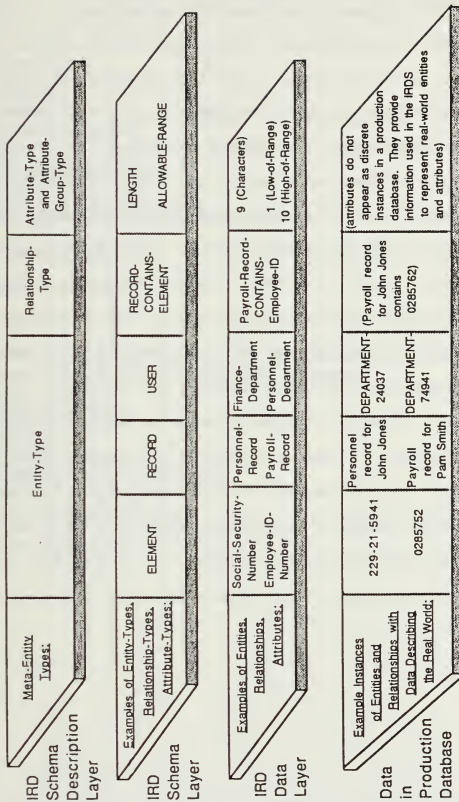 IRD
Schema
Description
Layer
Meta-Entity
Types:
Entity-Type
Relationship-
Type
Attribute-Type
and Attribute-
Group-Type
IRD
Schema
Layer
Examples of Entity-Types,
Relationship-Types,
Attribute-Types:
ELEMENT
RECORD
USER
RECORD-
CONTAINS-
ELEMENT
LENGTH
ALLOWABLE-RANGE
IRD
Data
Layer
Examples of Entities,
Relationships,
Attributes:
Social-Security-
Number
Employee-ID-
Number
Personnel-
Record
Payroll-
Record
Finance-
Department
Personnel-
Department
Payroll-Record-
CONTAINS-
Employee-ID
9 (Characters)
1 (Low-of-Range)
10 (High-of-Range)
Data
in
Production
Database
Example Instances
of Entities and
Relationships with
Data Describing
the Real World:
229-21-5941
0285752
Personnel
record for
John Jones
Payroll
record for
Pam Smith
DEPARTMENT-
24037
DEPARTMENT-
74941
(Payroll record
for John Jones
contains
0285762)
(attributes do not
appear as discrete
instances in a production
database. They provide
information used in the IRDS
to represent real-world entities
and attributes)